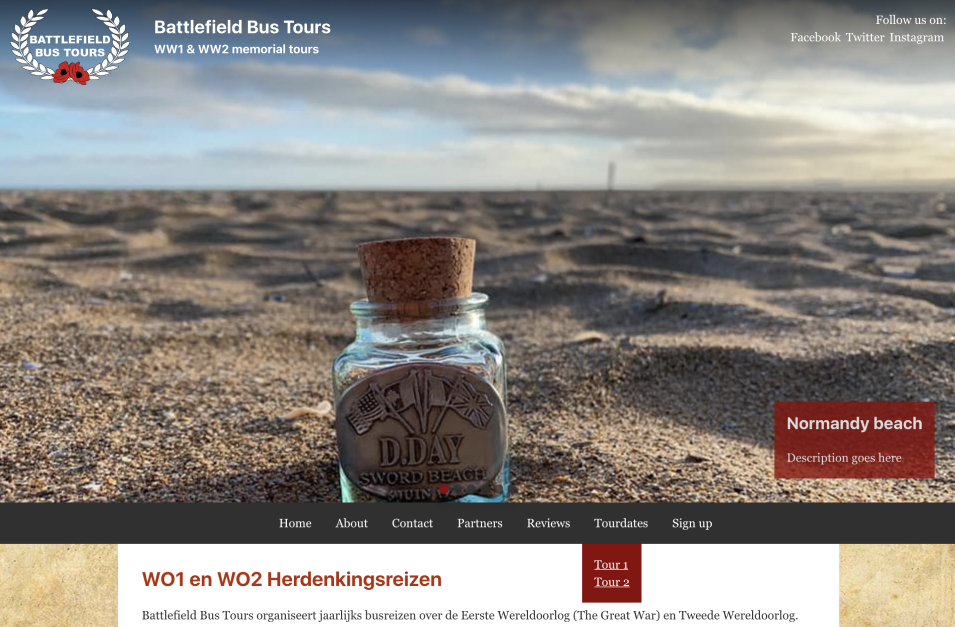 BATTLEFIELD
BUS TOURS
Battlefield Bus Tours
WW1 & WW2 memorial tours
Follow us on:
Facebook Twitter Instagram
D.DAY
SWORD BEACH
Normandy beach
Description goes here
Home About Contact Partners Reviews Tourdates Sign up
Tour 1
Tour 2
WO1 en WO2 Herdenkingsreizen
Battlefield Bus Tours organiseert jaarlijks busreizen over de Eerste Wereldoorlog (The Great War) en Tweede Wereldoorlog.